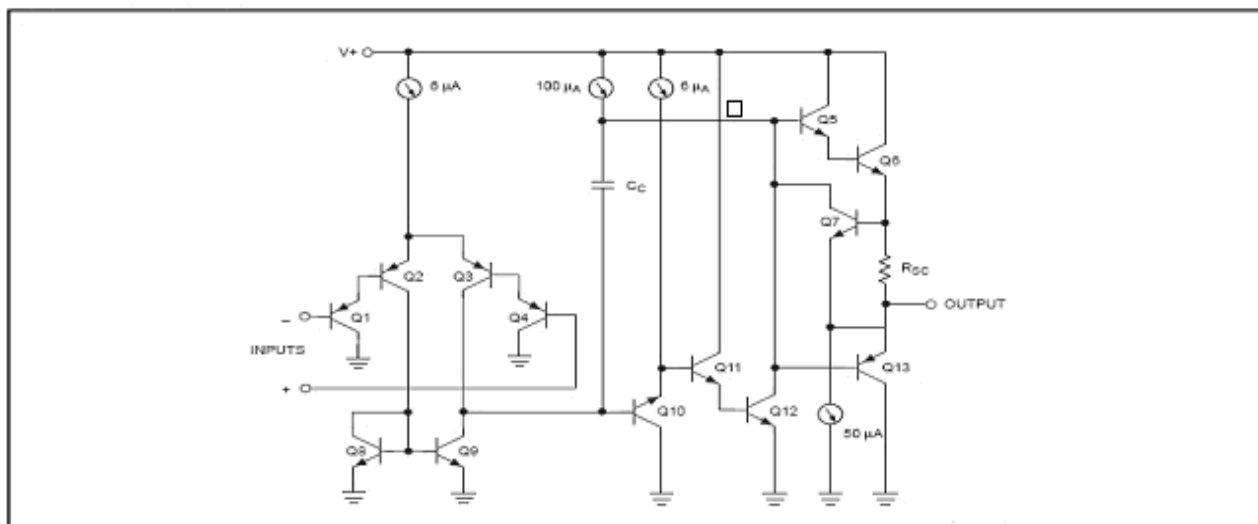 V+
6 μA
100 μA
6 μA
Q5
Q6
CC
Q7
RSC
Q2
Q3
Q1
Q4
OUTPUT
–
INPUTS
+
Q11
Q13
Q10
Q12
50 μA
Q8
Q9